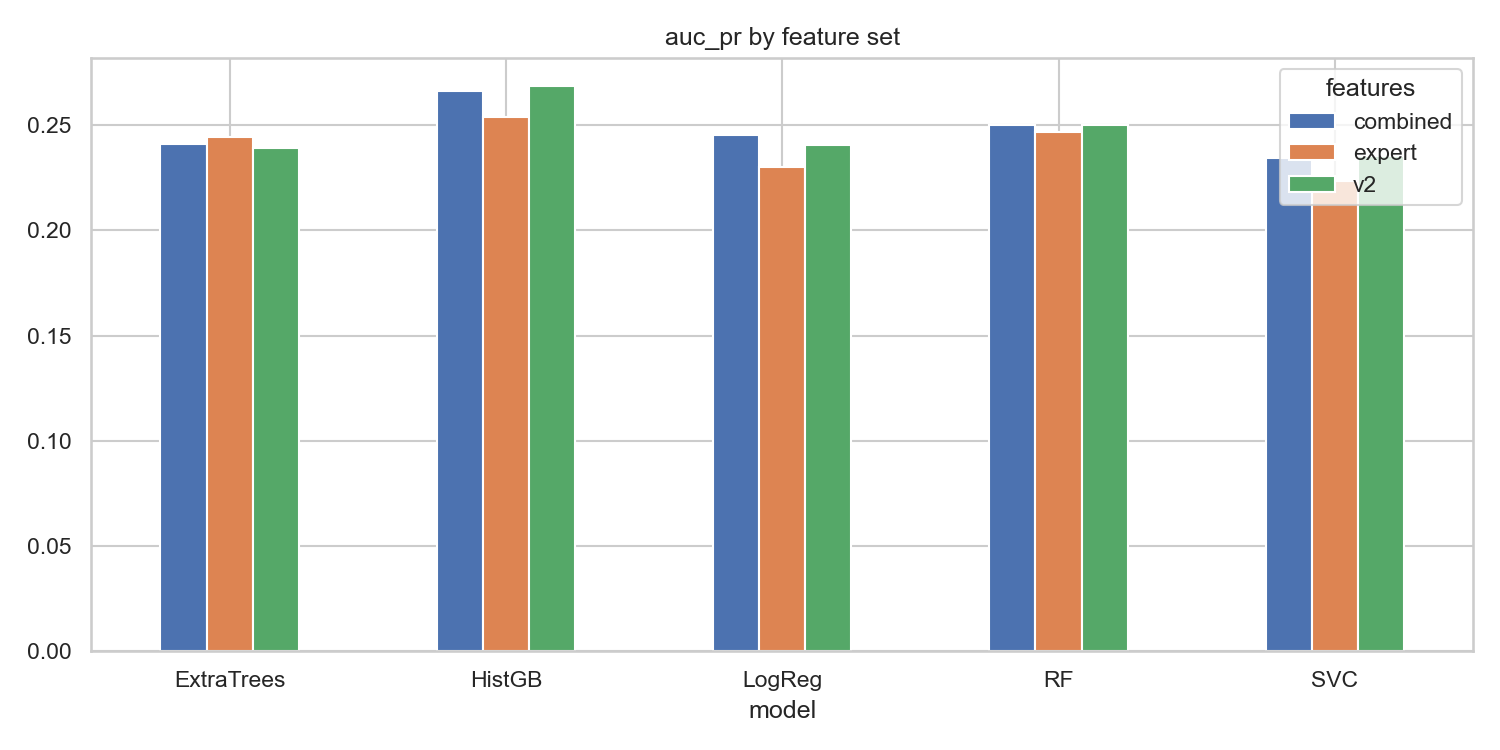 auc_pr by feature set
features
combined
expert
v2
0.25
0.20
0.15
0.10
0.05
0.00
ExtraTrees HistGB LogReg RF SVC
model